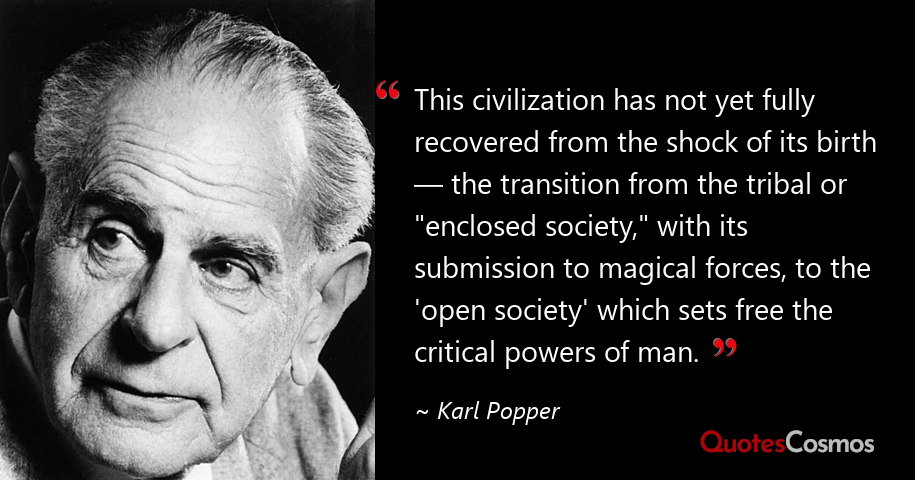 “ This civilization has not yet fully
recovered from the shock of its birth
— the transition from the tribal or
"enclosed society," with its
submission to magical forces, to the
'open society' which sets free the
critical powers of man. ”
~ Karl Popper
QuotesCosmos